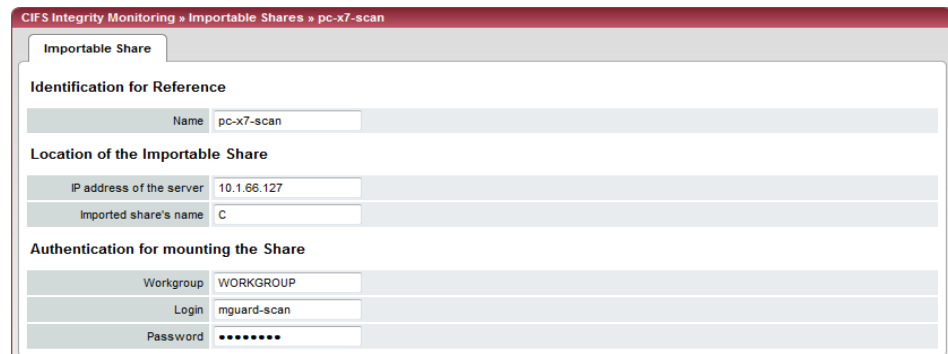 CIFS Integrity Monitoring » Importable Shares » pc-x7-scan
Importable Share
Identification for Reference
Name pc-x7-scan
Location of the Importable Share
IP address of the server 10.1.66.127
Imported share's name C
Authentication for mounting the Share
Workgroup WORKGROUP
Login mguard-scan
Password ••••••••